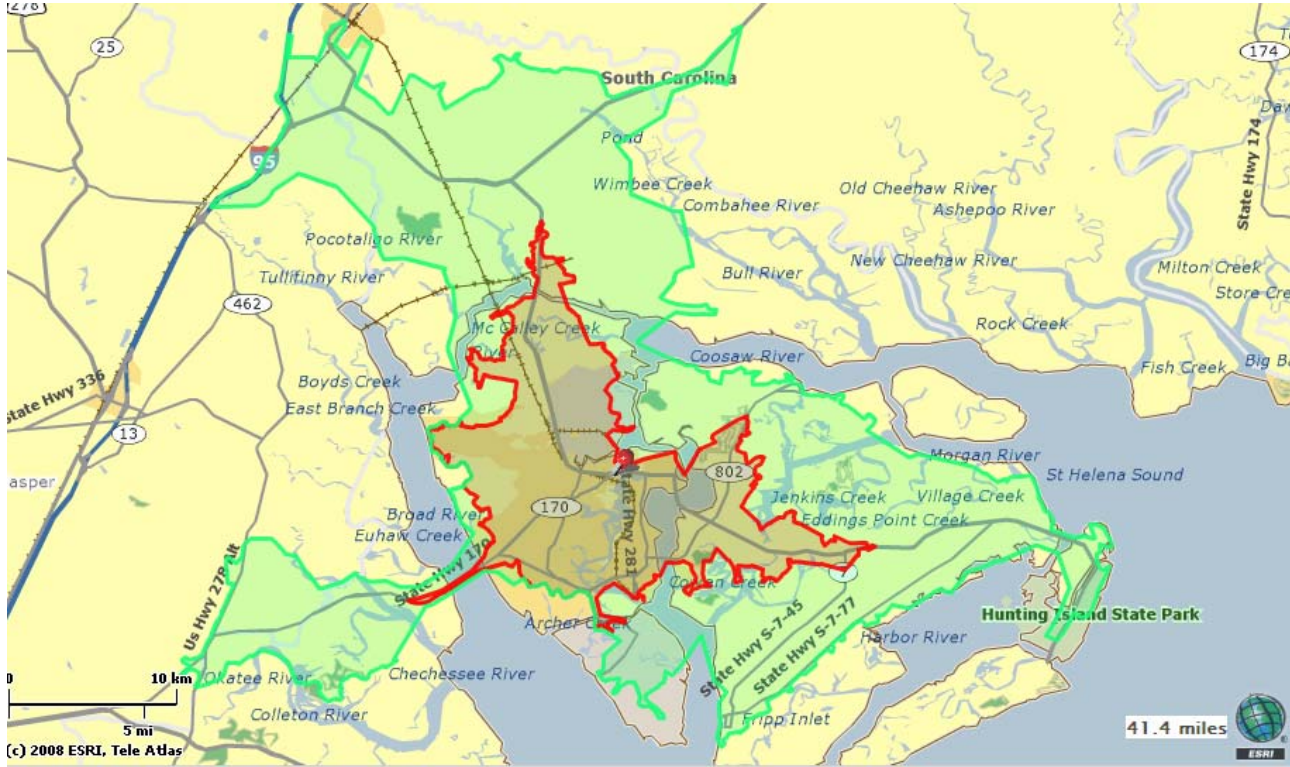 278
25
South Carolina
174
Pond
95
State Hwy 174
Wimbee Creek
Old Cheehaw River
Combahee River
Ashepoo River
Pocotaligo River
New Cheehaw River
Tullifinny River
Bull River
Milton Creek
Store Cre
462
Rock Creek
Mc Calley Creek
River
Coosaw River
Big Ba
Fish Creek
State Hwy 336
Boyds Creek
East Branch Creek
13
Morgan River
St Helena Sound
asper
802
170
State Hwy 281
Jenkins Creek
Village Creek
Broad River
Eddings Point Creek
Euhaw Creek
State Hwy 170
7
Cowan Creek
Us Hwy 278 Alt
Hunting Island State Park
Archer Creek
State Hwy S-7-45
State Hwy S-7-77
Harbor River
Okatee River
Chechessee River
0
10 km
Colleton River
Fripp Inlet
5 mi
41.4 miles
(c) 2008 ESRI, Tele Atlas
ESRI